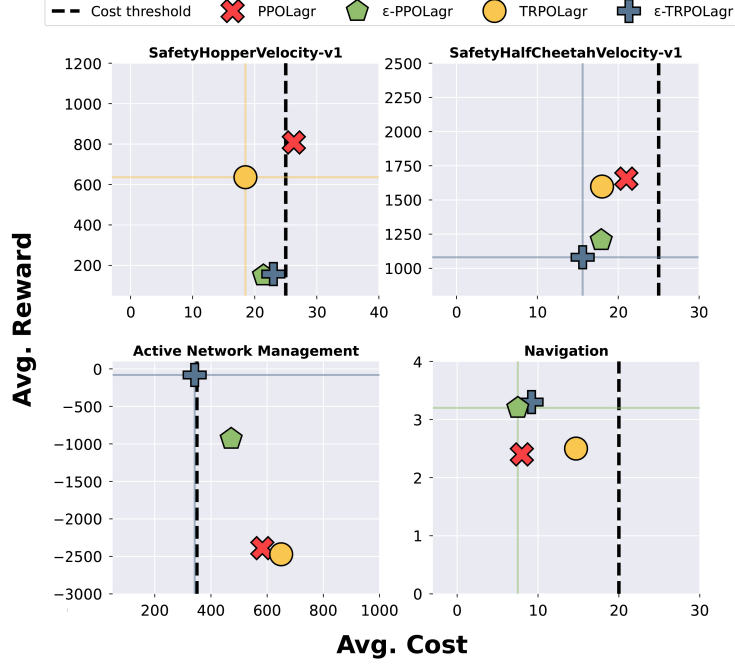 Cost threshold PPOLagr ε-PPOLagr TRPOLagr ε-TRPOLagr
SafetyHopperVelocity-v1
1200
1000
800
600
400
200
0 10 20 30 40
SafetyHalfCheetahVelocity-v1
2500
2250
2000
1750
1500
1250
1000
0 10 20 30
Avg. Reward
Active Network Management
0
−500
−1000
−1500
−2000
−2500
−3000
200 400 600 800 1000
Navigation
4
3
2
1
0
0 10 20 30
Avg. Cost